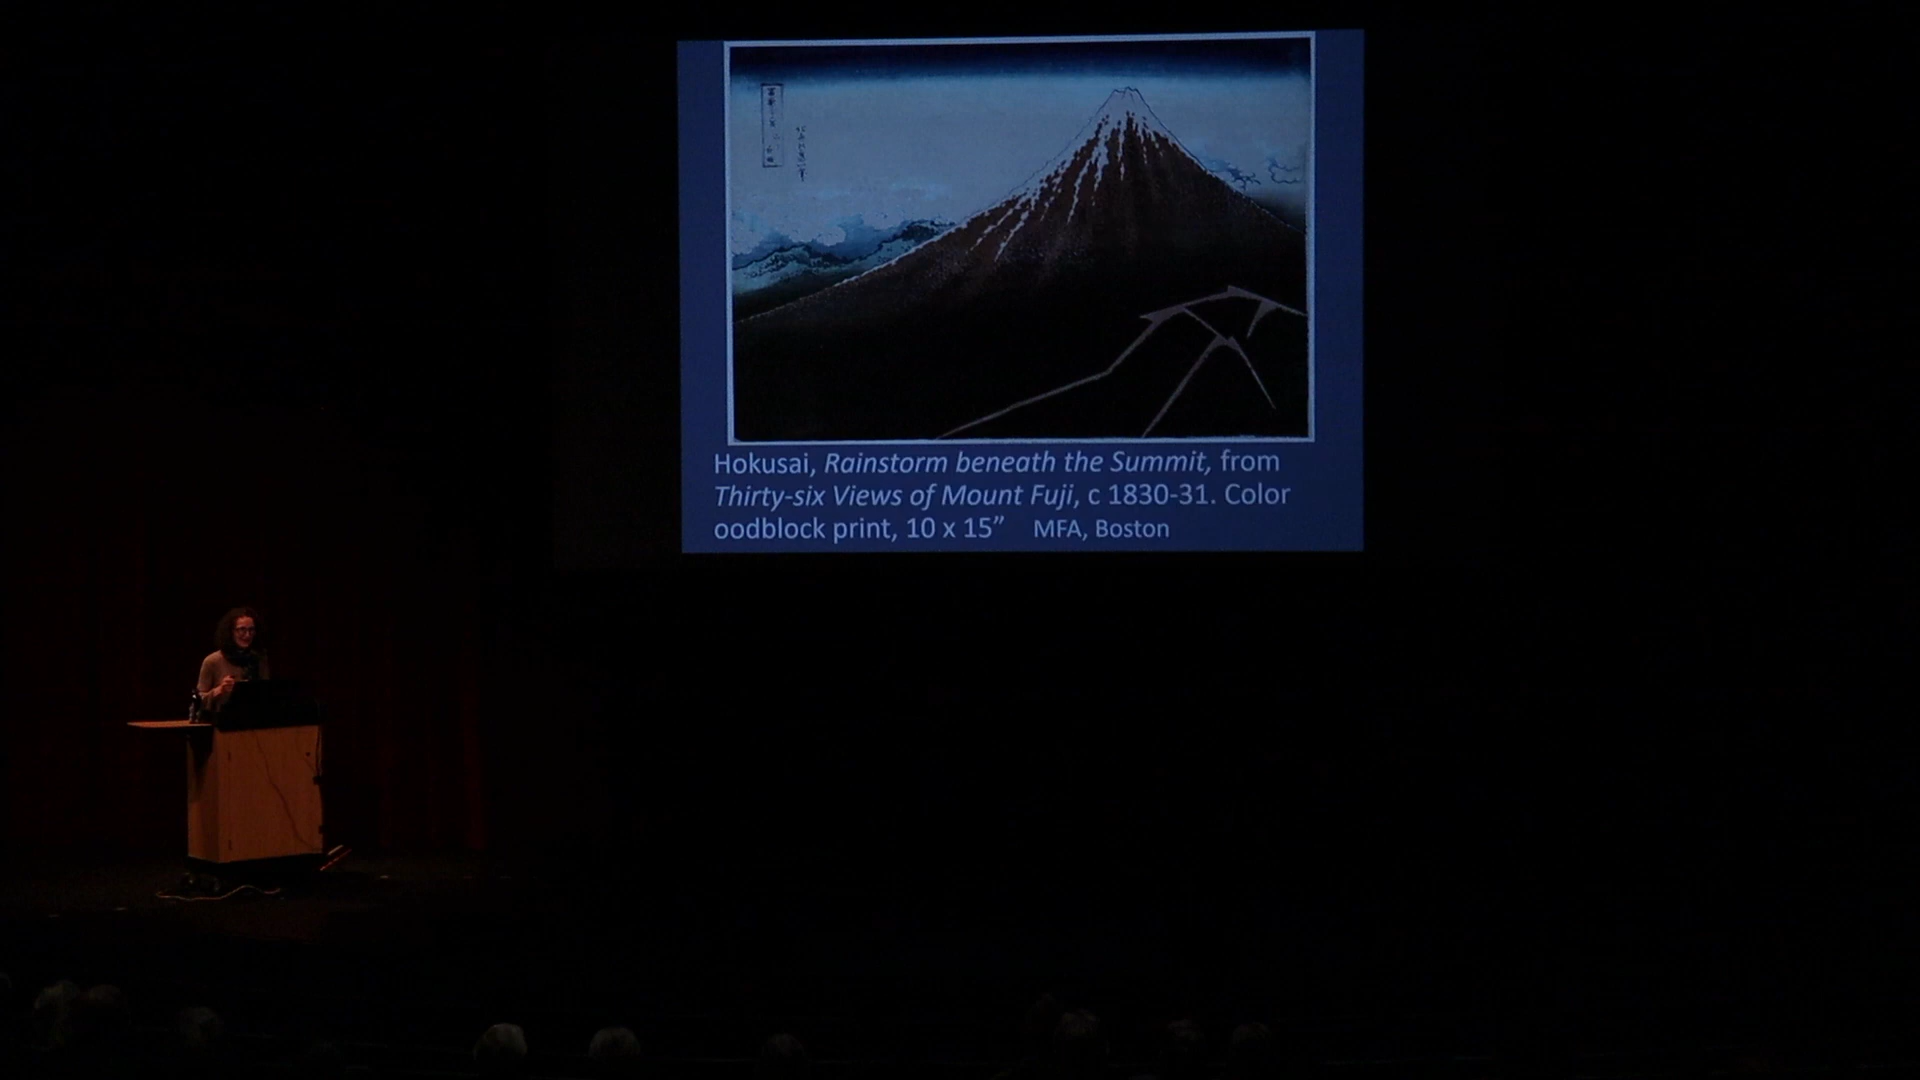 Hokusai, Rainstorm beneath the Summit, from
Thirty-six Views of Mount Fuji, c 1830-31. Color
oodblock print, 10 x 15” MFA, Boston